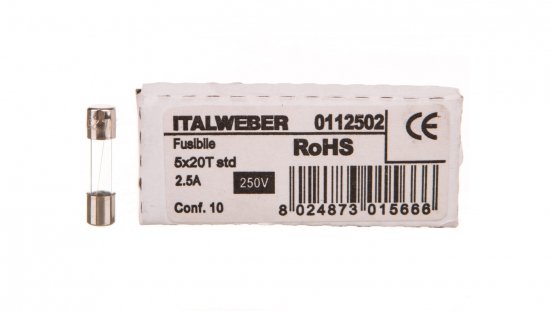 ITALWEBER 0112502
Fusibile RoHS
5x20T std
2.5A 250V
Conf. 10
8 024873 015666
CE